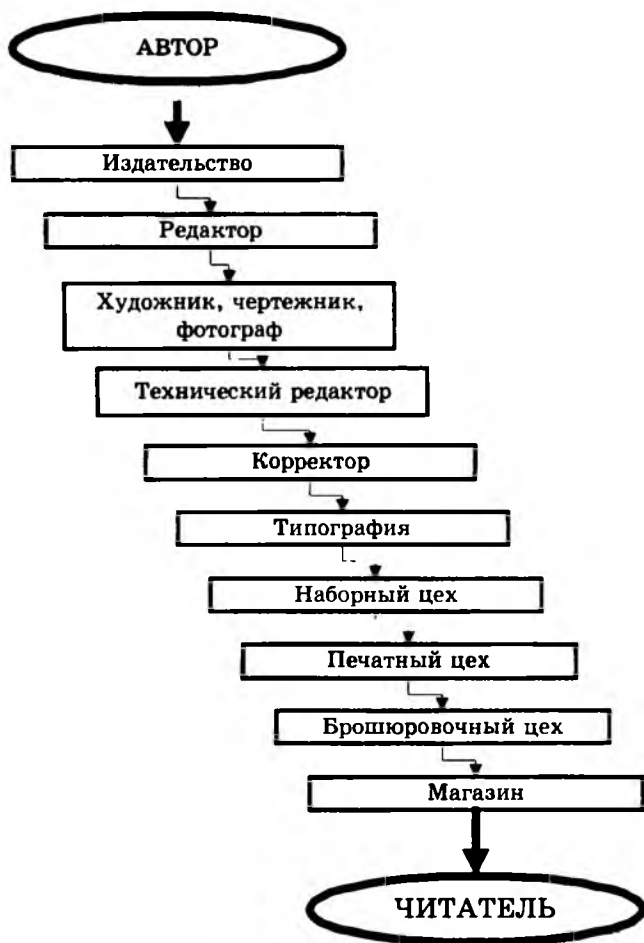 АВТОР
Издательство
Редактор
Художник, чертежник,
фотограф
Технический редактор
Корректор
Типография
Наборный цех
Печатный цех
Брошюровочный цех
Магазин
ЧИТАТЕЛЬ